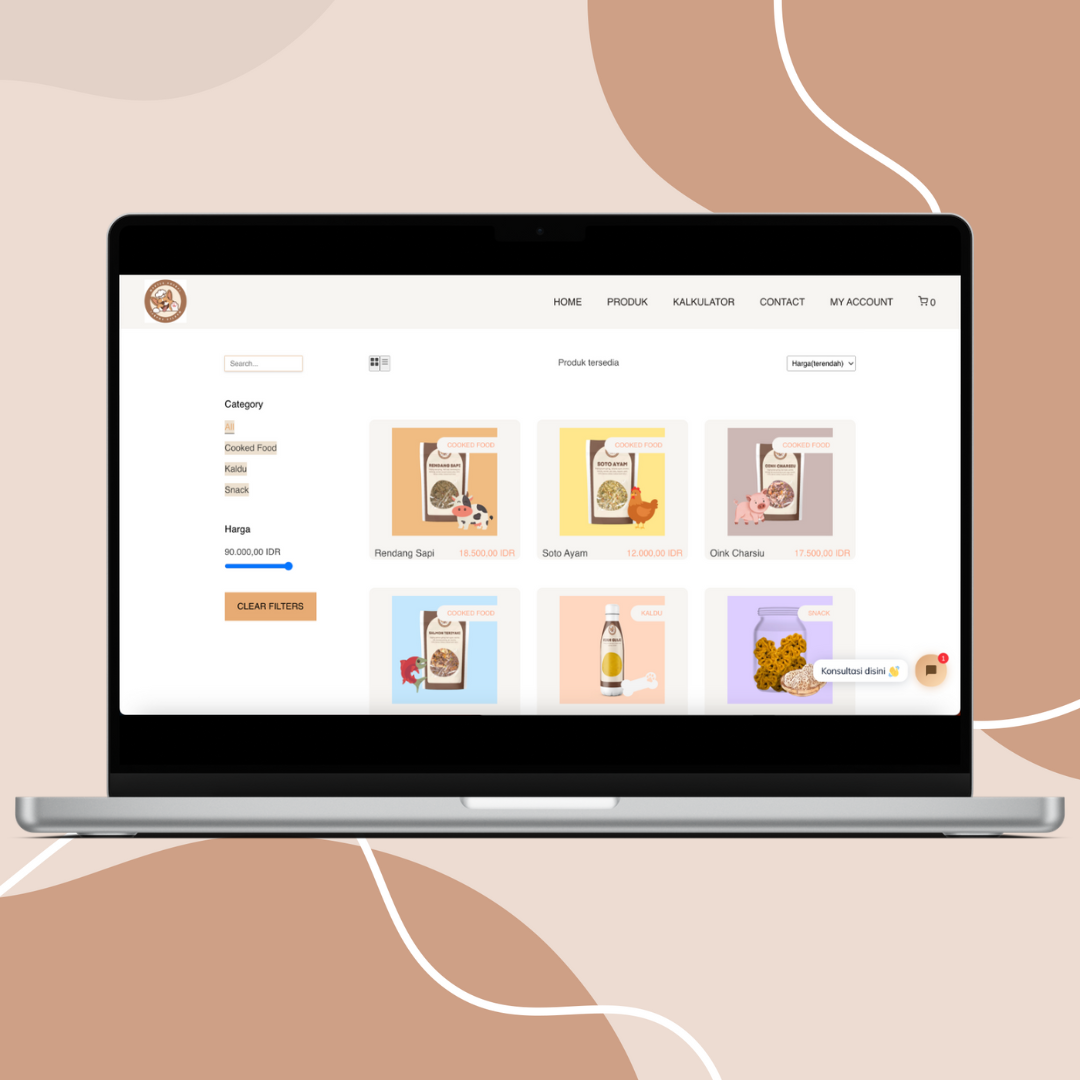 HOME PRODUK KALKULATOR CONTACT MY ACCOUNT 0
Search... Produk tersedia Harga(terendah)
Category
All
Cooked Food
Kaldu
Snack
Harga
90.000,00 IDR
CLEAR FILTERS
COOKED FOOD
RENDANG SAPI
Rendang Sapi 18.500,00 IDR
COOKED FOOD
SOTO AYAM
Soto Ayam 12.000,00 IDR
COOKED FOOD
OINK CHARSIU
Oink Charsiu 17.500,00 IDR
COOKED FOOD
SALMON TERIYAKI
KALDU
SNACK
Konsultasi disini 👋
1